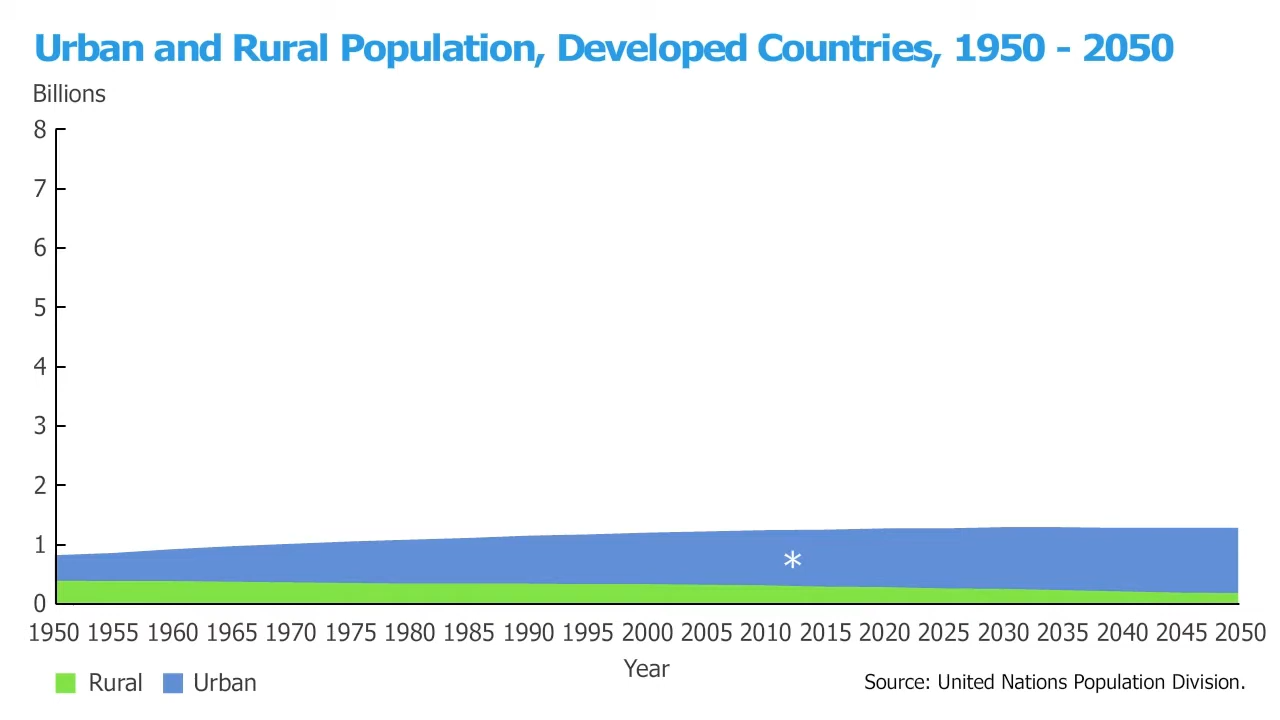 Urban and Rural Population, Developed Countries, 1950 - 2050
Billions
8
7
6
5
4
3
2
1
0
*
1950 1955 1960 1965 1970 1975 1980 1985 1990 1995 2000 2005 2010 2015 2020 2025 2030 2035 2040 2045 2050
Year
Rural Urban
Source: United Nations Population Division.